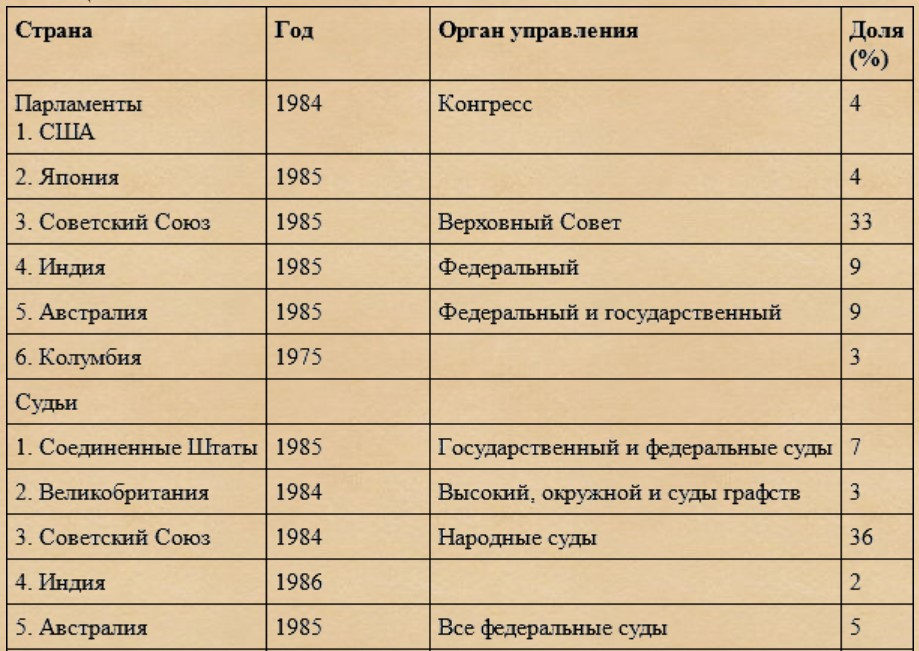 Страна Год Орган управления Доля
(%)
Парламенты 1984 Конгресс 4
1. США
2. Япония 1985 4
3. Советский Союз 1985 Верховный Совет 33
4. Индия 1985 Федеральный 9
5. Австралия 1985 Федеральный и государственный 9
6. Колумбия 1975 3
Судьи
1. Соединенные Штаты 1985 Государственный и федеральные суды 7
2. Великобритания 1984 Высокий, окружной и суды графств 3
3. Советский Союз 1984 Народные суды 36
4. Индия 1986 2
5. Австралия 1985 Все федеральные суды 5